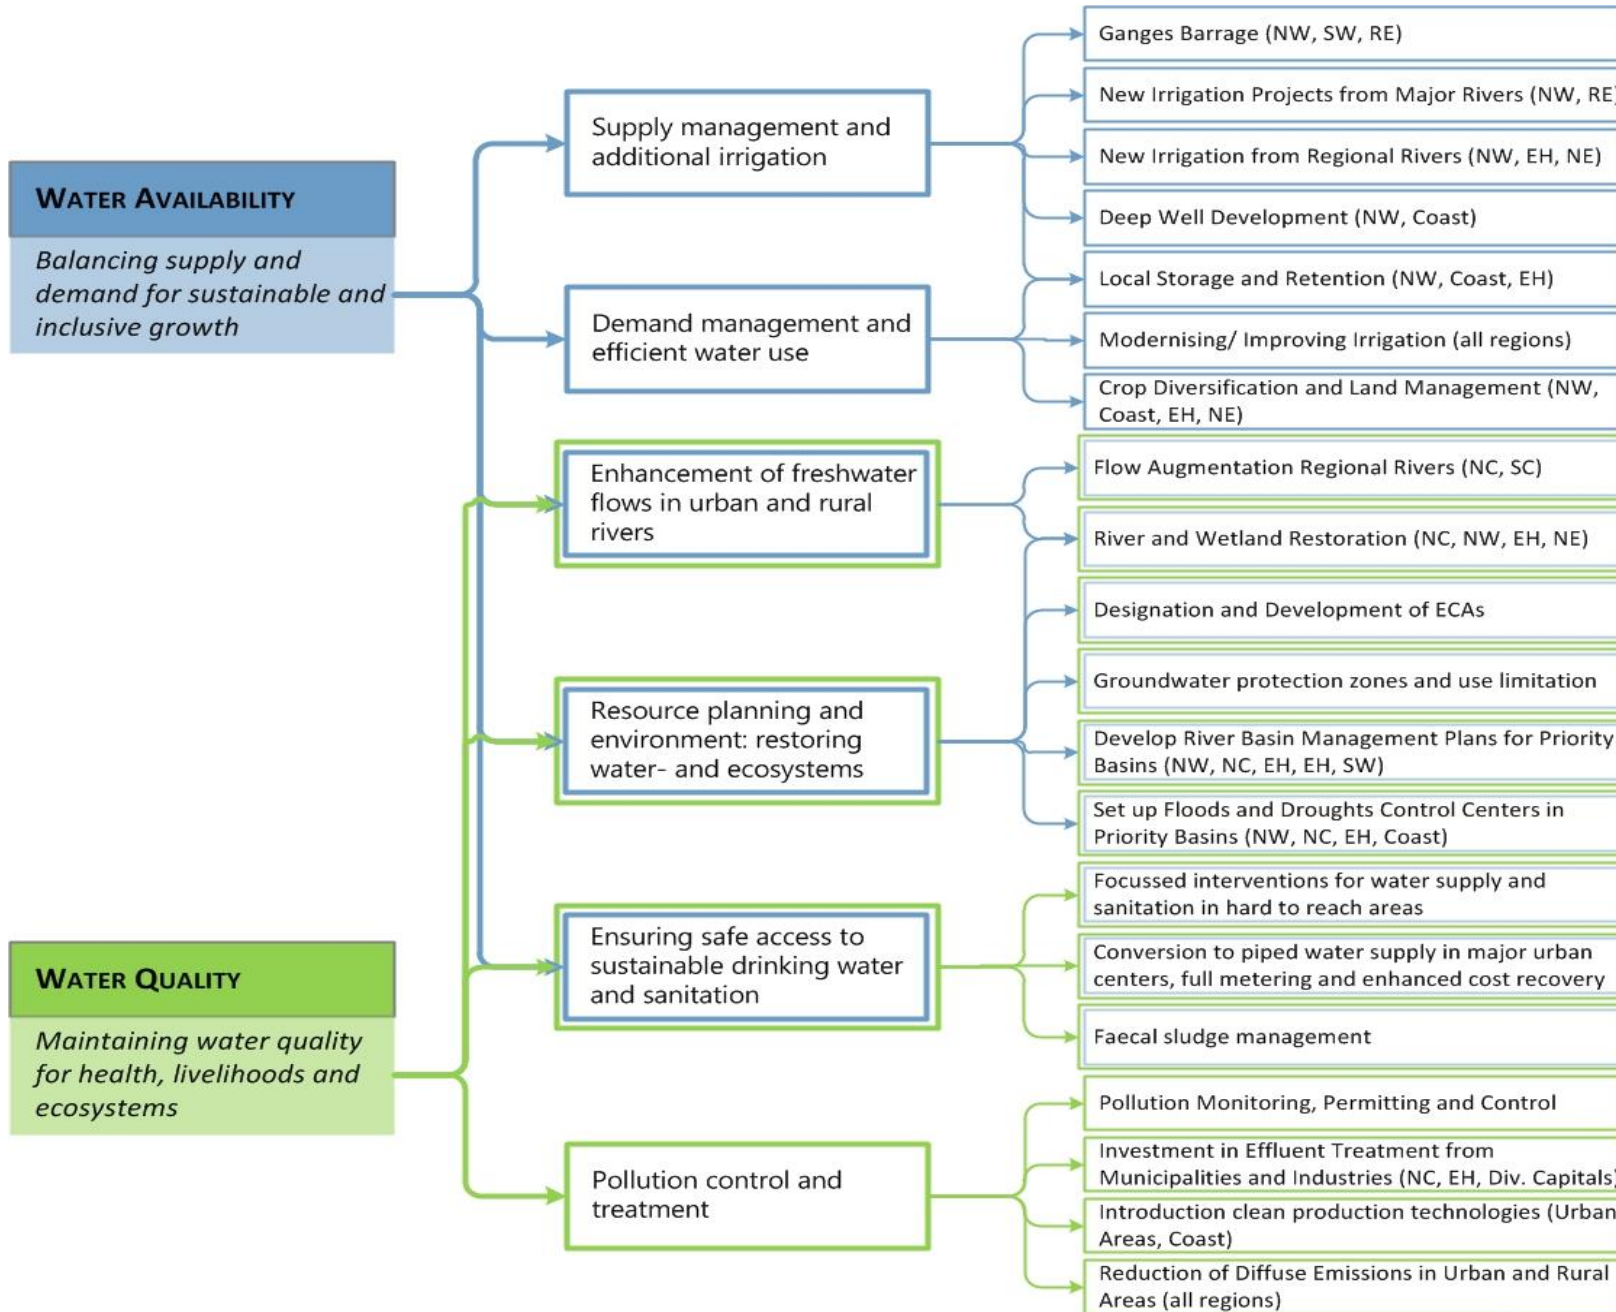 WATER AVAILABILITY
Balancing supply and
demand for sustainable and
inclusive growth
WATER QUALITY
Maintaining water quality
for health, livelihoods and
ecosystems
Supply management and
additional irrigation
Demand management and
efficient water use
Enhancement of freshwater
flows in urban and rural
rivers
Resource planning and
environment: restoring
water- and ecosystems
Ensuring safe access to
sustainable drinking water
and sanitation
Pollution control and
treatment
Ganges Barrage (NW, SW, RE)
New Irrigation Projects from Major Rivers (NW, RE)
New Irrigation from Regional Rivers (NW, EH, NE)
Deep Well Development (NW, Coast)
Local Storage and Retention (NW, Coast, EH)
Modernising/ Improving Irrigation (all regions)
Crop Diversification and Land Management (NW,
Coast, EH, NE)
Flow Augmentation Regional Rivers (NC, SC)
River and Wetland Restoration (NC, NW, EH, NE)
Designation and Development of ECAs
Groundwater protection zones and use limitation
Develop River Basin Management Plans for Priority
Basins (NW, NC, EH, EH, SW)
Set up Floods and Droughts Control Centers in
Priority Basins (NW, NC, EH, Coast)
Focussed interventions for water supply and
sanitation in hard to reach areas
Conversion to piped water supply in major urban
centers, full metering and enhanced cost recovery
Faecal sludge management
Pollution Monitoring, Permitting and Control
Investment in Effluent Treatment from
Municipalities and Industries (NC, EH, Div. Capitals)
Introduction clean production technologies (Urban
Areas, Coast)
Reduction of Diffuse Emissions in Urban and Rural
Areas (all regions)